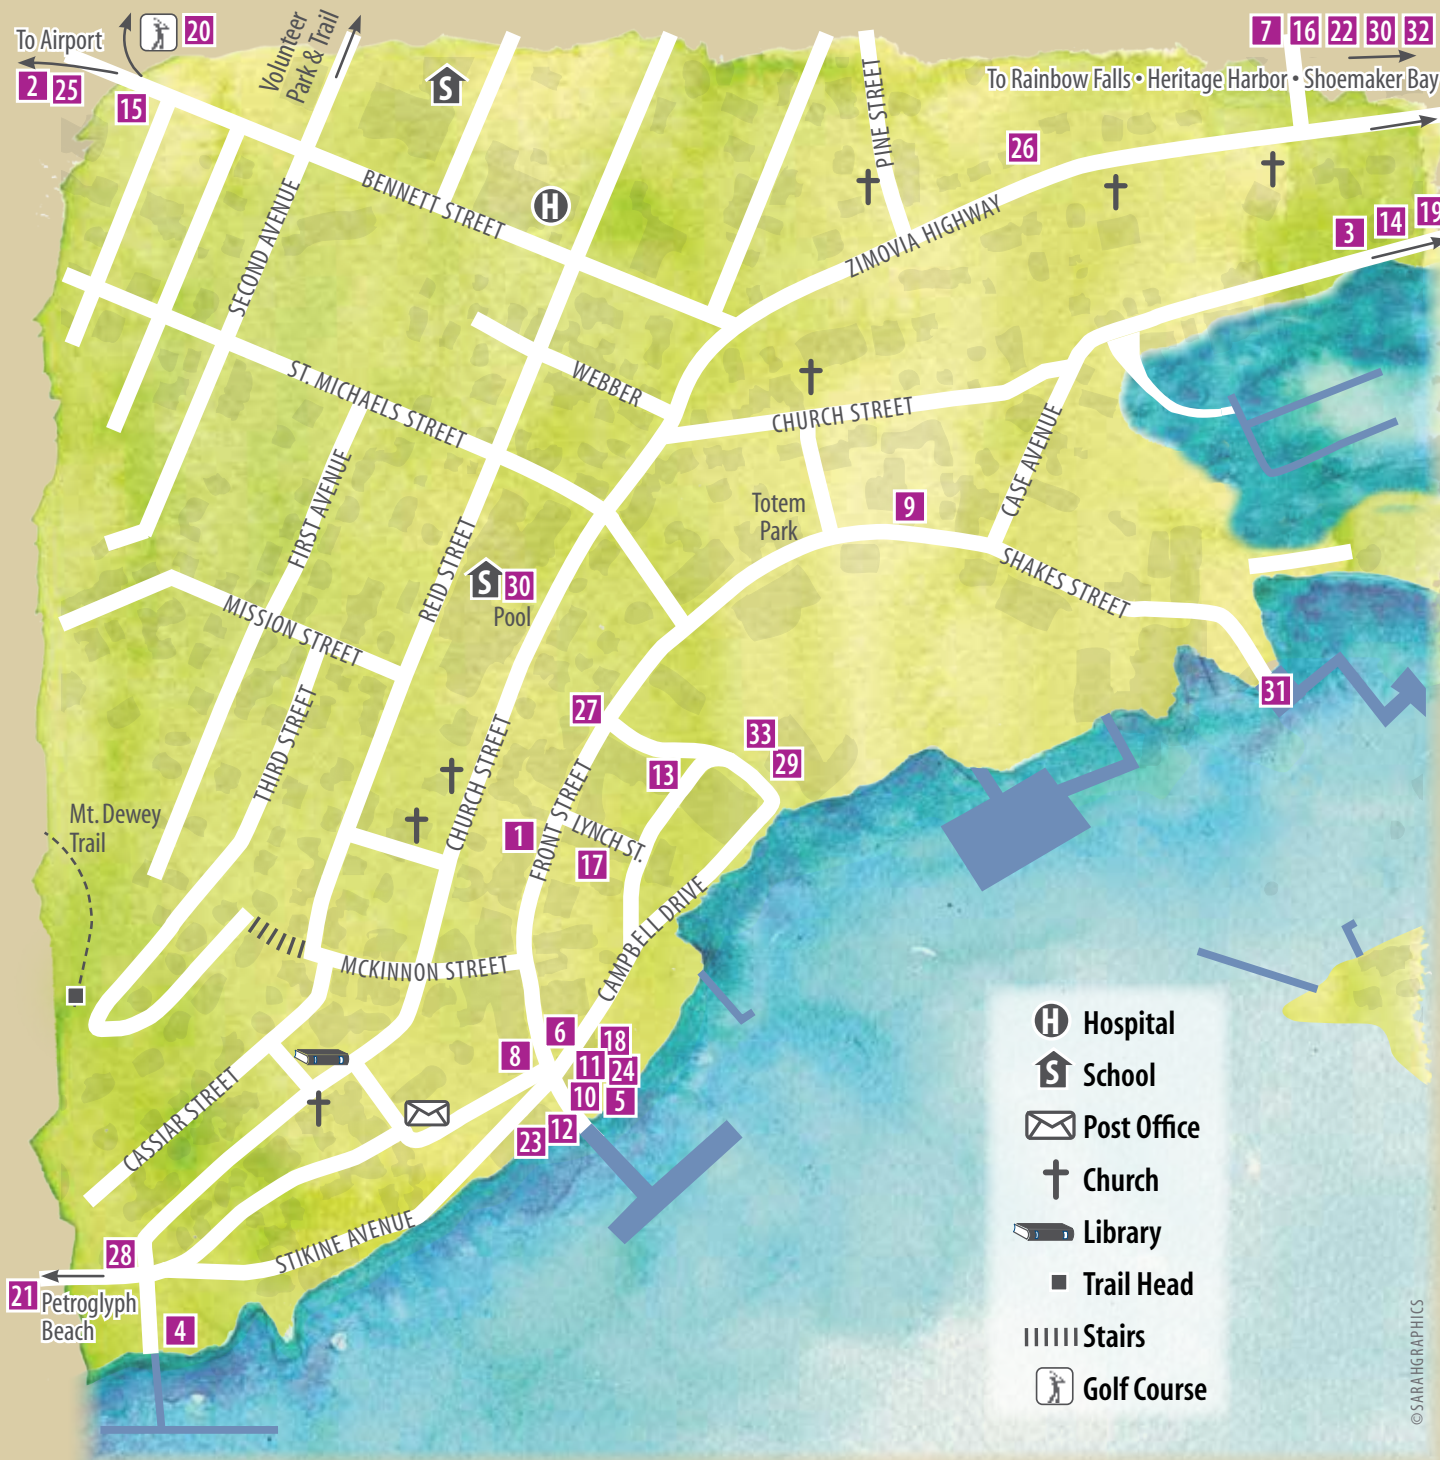 To Airport
20
Volunteer
Park & Trail
7 16 22 30 32
To Rainbow Falls • Heritage Harbor • Shoemaker Bay
2 25
15
S
PINE STREET
26
BENNETT STREET
H
SECOND AVENUE
ZIMOVIA HIGHWAY
3 14 19
ST. MICHAELS STREET
WEBBER
CHURCH STREET
CASE AVENUE
FIRST AVENUE
Totem
Park
9
REID STREET
S 30
Pool
SHAKES STREET
MISSION STREET
31
THIRD STREET
27
33
29
13
CHURCH STREET
FRONT STREET
Mt. Dewey
Trail
1
LYNCH ST.
17
CAMPBELL DRIVE
MCKINNON STREET
6
18
8
11
24
10
5
12
23
CASSIAR STREET
STIKINE AVENUE
28
21
Petroglyph
Beach
4
H Hospital
S School
Post Office
Church
Library
Trail Head
Stairs
Golf Course
©SARAHGRAPHICS